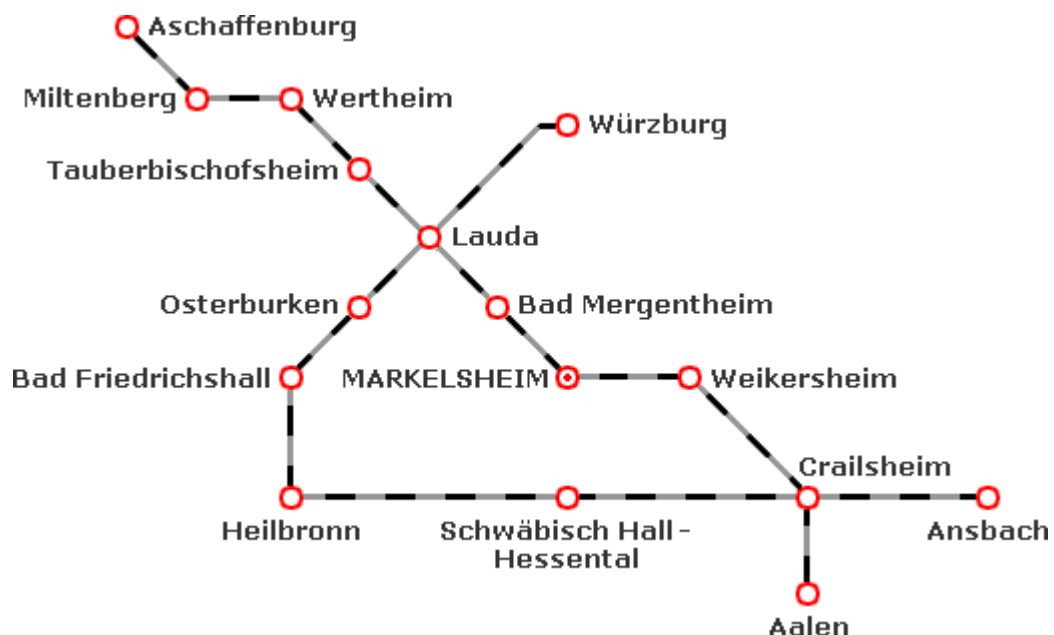 Aschaffenburg
Miltenberg
Wertheim
Würzburg
Tauberbischofsheim
Lauda
Osterburken
Bad Mergentheim
Bad Friedrichshall
MARKELSHEIM
Weikersheim
Crailsheim
Heilbronn
Schwäbisch Hall -
Hessental
Ansbach
Aalen